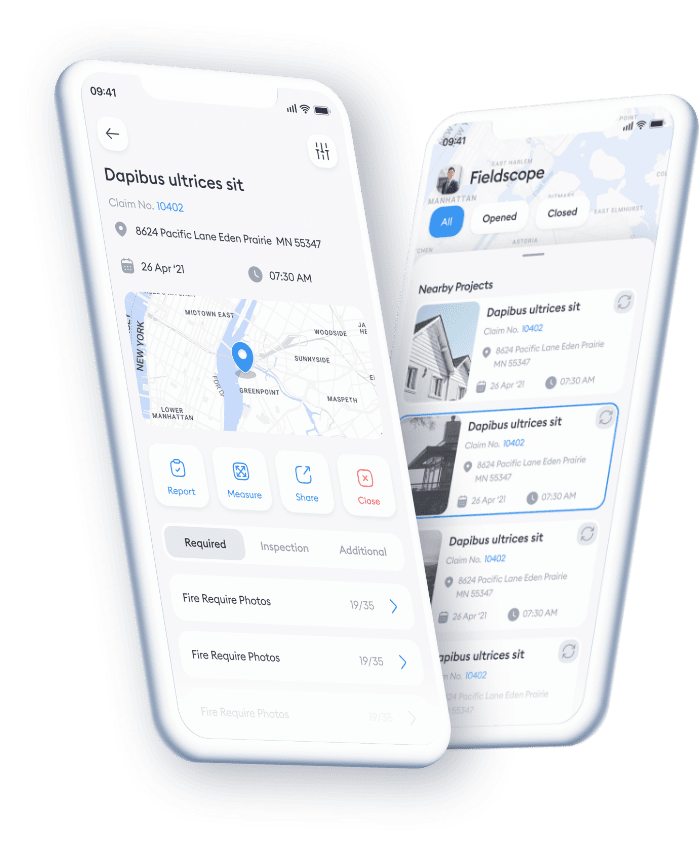 09:41
Dapibus ultrices sit
Claim No. 10402
8624 Pacific Lane Eden Prairie MN 55347
26 Apr '21
07:30 AM
MIDTOWN EAST
NEW YORK
WOODSIDE
SUNNYSIDE
GREENPOINT
MASPETH
LOWER
MANHATTAN
Report
Measure
Share
Close
Required
Inspection
Additional
Fire Require Photos
19/35
Fire Require Photos
19/35
Fire Require Photos
19/35
09:41
POINT
EAST HARLEM
Fieldscope
MANHATTAN
All
Opened
Closed
EAST ELMHURST
ASTORIA
Nearby Projects
Dapibus ultrices sit
Claim No. 10402
8624 Pacific Lane Eden Prairie
MN 55347
26 Apr '21
07:30 AM
Dapibus ultrices sit
Claim No. 10402
8624 Pacific Lane Eden Prairie
MN 55347
26 Apr '21
07:30 AM
Dapibus ultrices sit
Claim No. 10402
8624 Pacific Lane Eden Prairie
MN 55347
26 Apr '21
07:30 AM
apibus ultrices sit
No. 10402
24 Pacific Lane Eden Prairie
55347